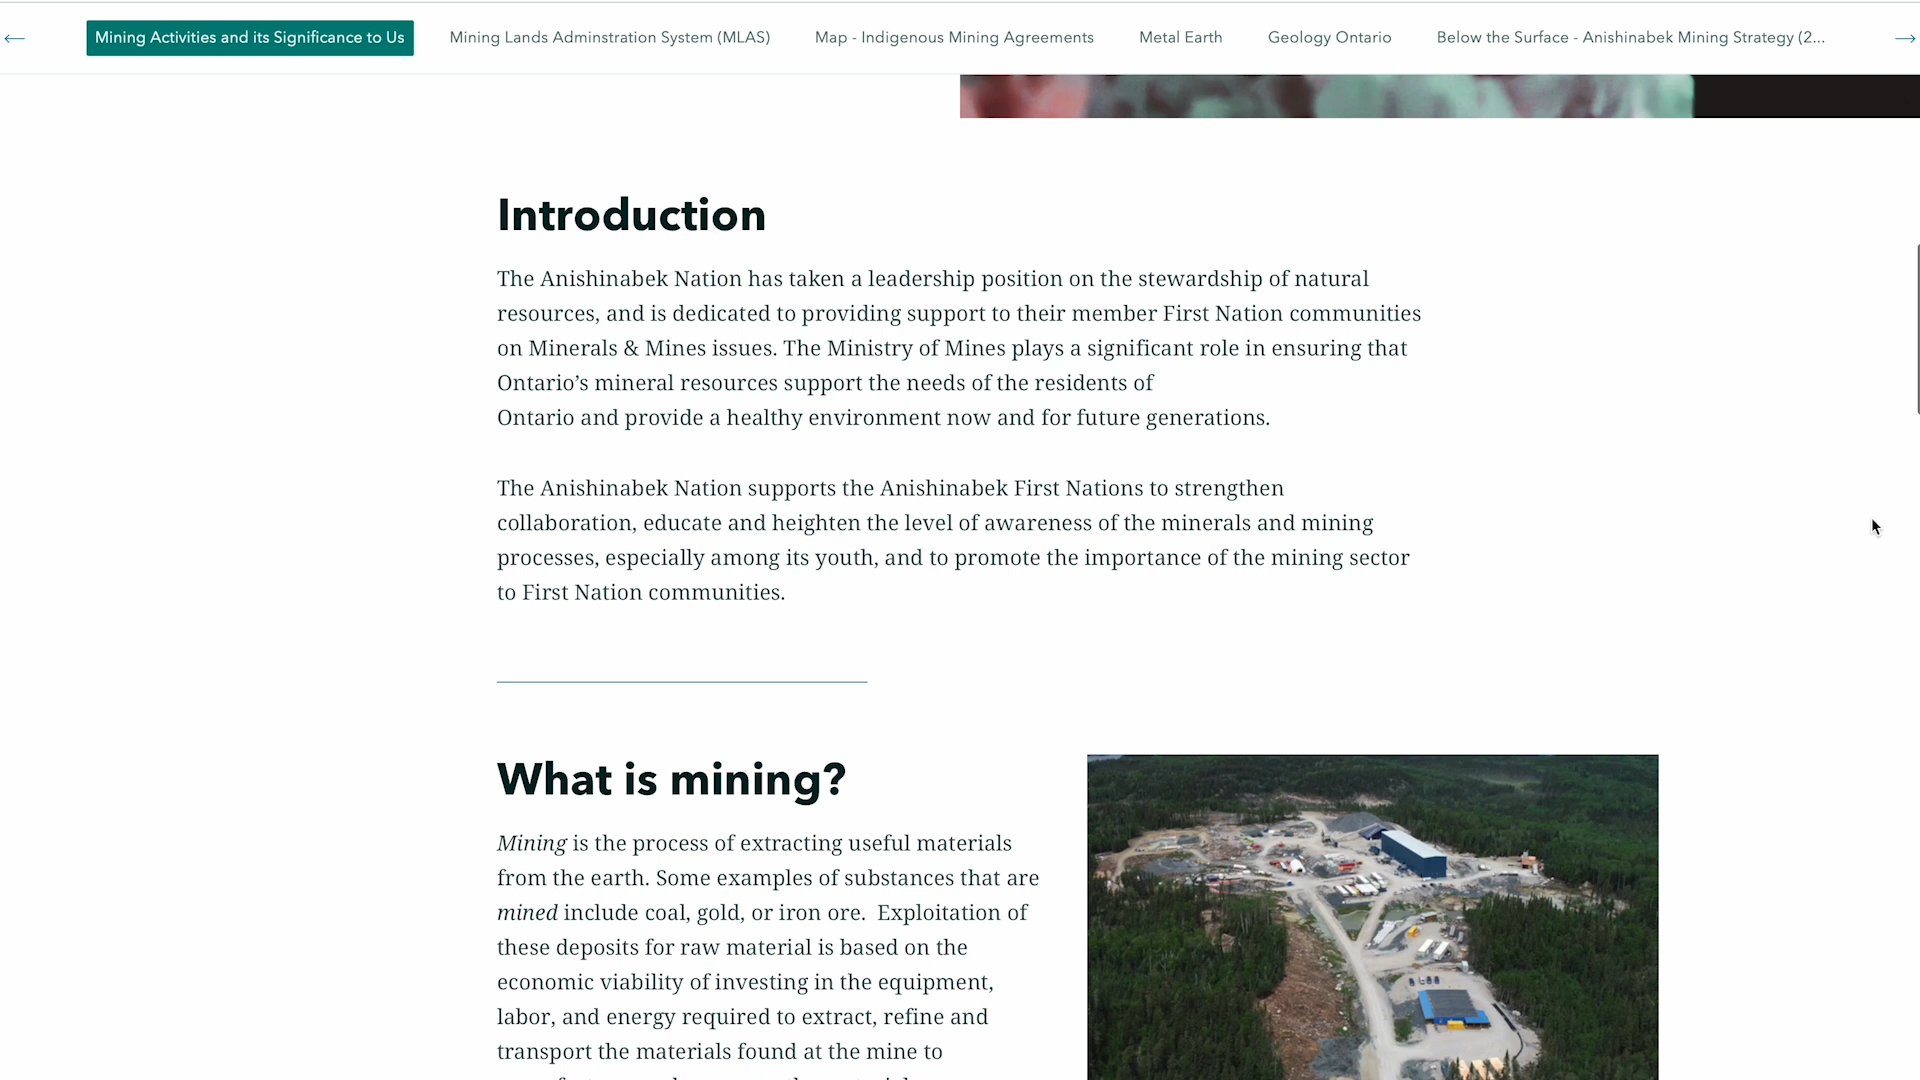 Mining Activities and its Significance to Us
Mining Lands Adminstration System (MLAS)
Map - Indigenous Mining Agreements
Metal Earth
Geology Ontario
Below the Surface - Anishinabek Mining Strategy (2...
Introduction
The Anishinabek Nation has taken a leadership position on the stewardship of natural
resources, and is dedicated to providing support to their member First Nation communities
on Minerals & Mines issues. The Ministry of Mines plays a significant role in ensuring that
Ontario’s mineral resources support the needs of the residents of
Ontario and provide a healthy environment now and for future generations.
The Anishinabek Nation supports the Anishinabek First Nations to strengthen
collaboration, educate and heighten the level of awareness of the minerals and mining
processes, especially among its youth, and to promote the importance of the mining sector
to First Nation communities.
What is mining?
Mining is the process of extracting useful materials
from the earth. Some examples of substances that are
mined include coal, gold, or iron ore.  Exploitation of
these deposits for raw material is based on the
economic viability of investing in the equipment,
labor, and energy required to extract, refine and
transport the materials found at the mine to